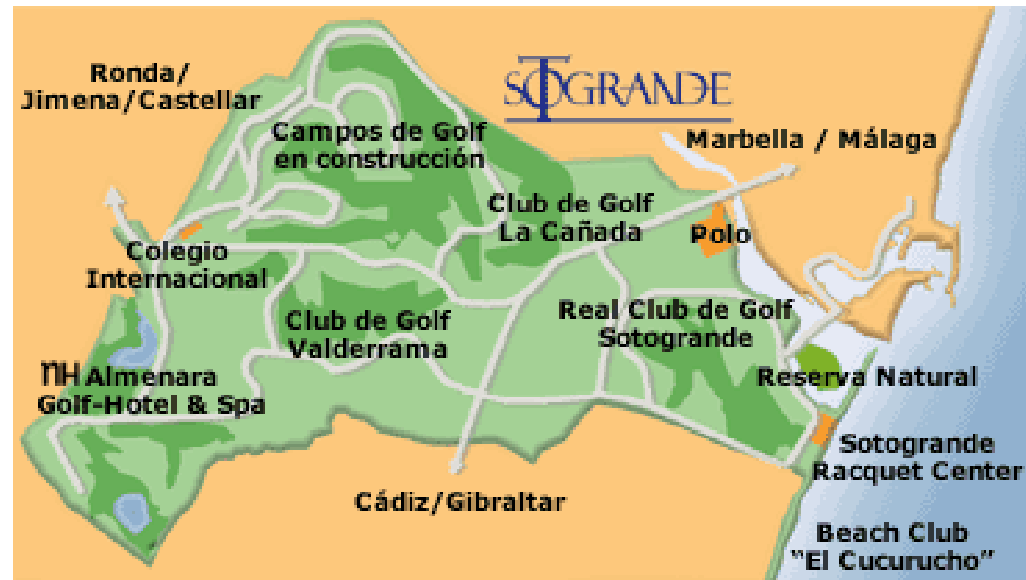 SOTOGRANDE
Ronda/
Jimena/Castellar
Campos de Golf
en construcción
Marbella / Málaga
Club de Golf
La Cañada
Polo
Colegio
Internacional
Club de Golf
Valderrama
Real Club de Golf
Sotogrande
nH Almenara
Golf-Hotel & Spa
Reserva Natural
Sotogrande
Racquet Center
Cádiz/Gibraltar
Beach Club
"El Cucurucho"